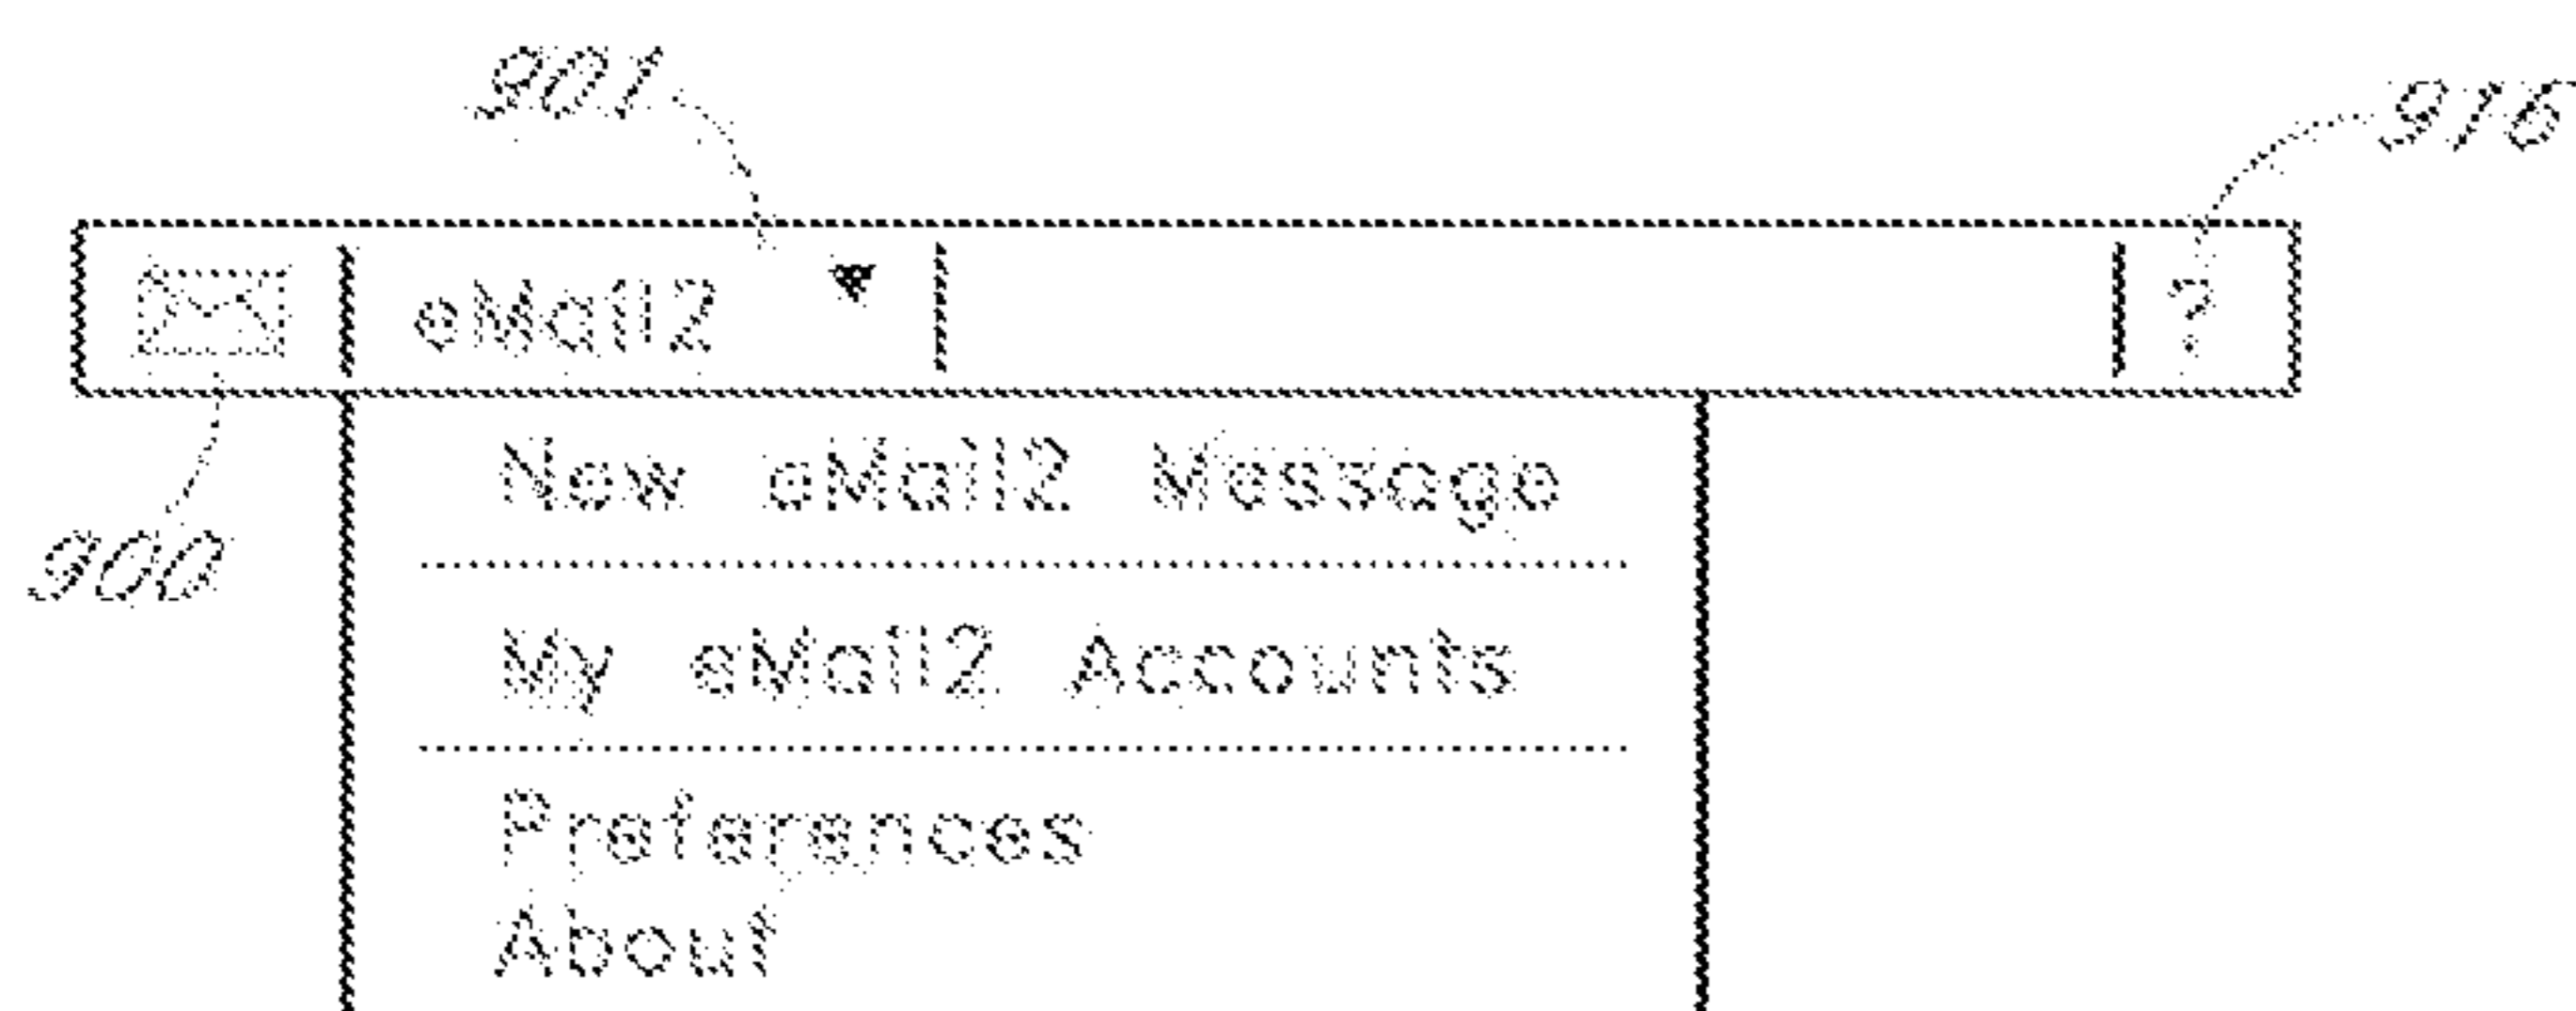 901
916
eMail2
?
New eMail2 Message
900
My eMail2 Accounts
Preferences
About